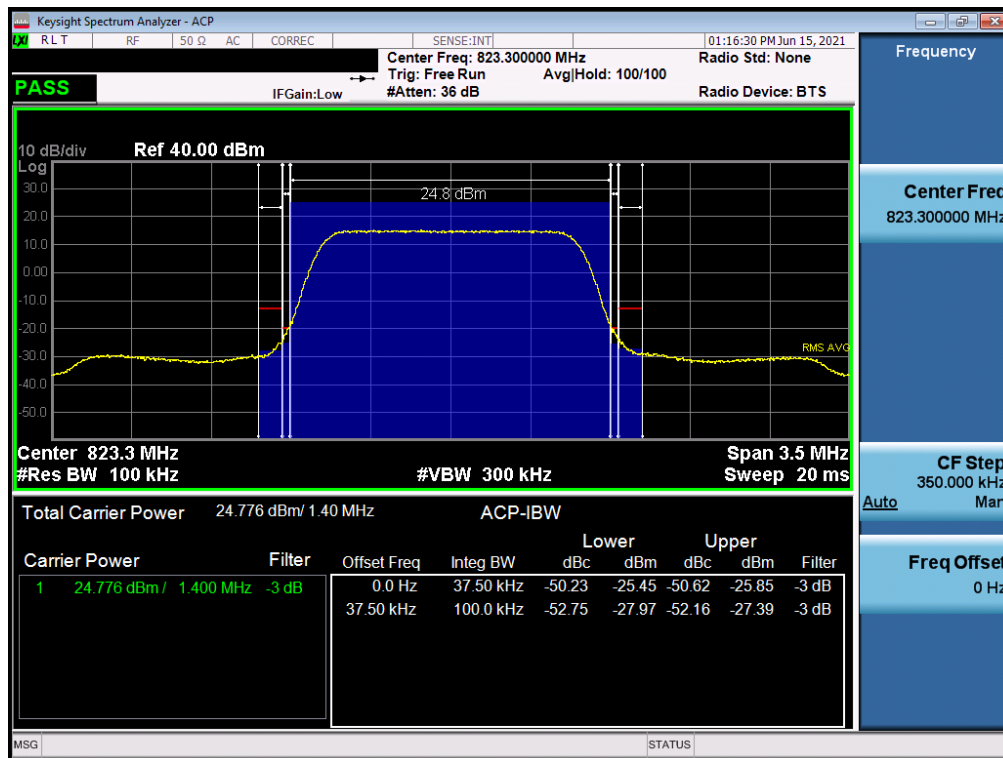 Keysight Spectrum Analyzer - ACP
LXI RLT RF 50 Ω AC CORREC SENSE:INT 01:16:30 PM Jun 15, 2021
Center Freq: 823.300000 MHz Radio Std: None
Trig: Free Run Avg|Hold: 100/100
PASS IFGain:Low #Atten: 36 dB Radio Device: BTS
Frequency
10 dB/div Ref 40.00 dBm
Log
30.0
20.0
10.0
0.00
-10.0
-20.0
-30.0
-40.0
-50.0
24.8 dBm
RMS AVG
Center 823.3 MHz Span 3.5 MHz
#Res BW 100 kHz #VBW 300 kHz Sweep 20 ms
Center Freq
823.300000 MHz
CF Step
350.000 kHz
Auto Man
Freq Offset
0 Hz
Total Carrier Power 24.776 dBm/ 1.40 MHz ACP-IBW
Lower Upper
Carrier Power Filter Offset Freq Integ BW dBc dBm dBc dBm Filter
1 24.776 dBm / 1.400 MHz -3 dB 0.0 Hz 37.50 kHz -50.23 -25.45 -50.62 -25.85 -3 dB
37.50 kHz 100.0 kHz -52.75 -27.97 -52.16 -27.39 -3 dB
MSG STATUS